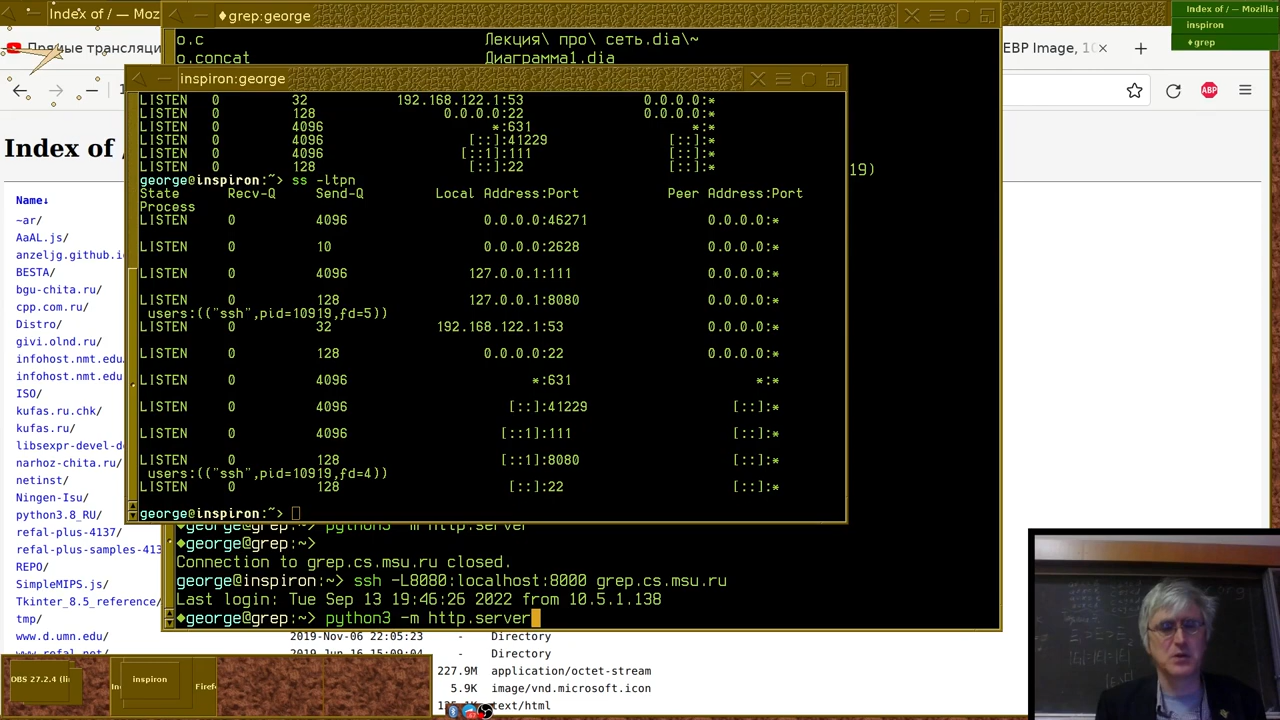 Index of / — Moz
♦grep:george
Index of / — Mozilla I
inspiron
♦grep
Прямые трансляци
o.c Лекция\ про\ сеть.dia\~
o.concat Диаграмма1.dia
EBP Image, 10
ABP
Index of /
19)
Name↓
~ar/
AaAL.js/
anzeljg.github.i
BESTA/
bgu-chita.ru/
cpp.com.ru/
Distro/
givi.olnd.ru/
infohost.nmt.edu
infohost.nmt.edu
ISO/
kufas.ru.chk/
kufas.ru/
libsexpr-devel-d
narhoz-chita.ru/
netinst/
Ningen-Isu/
python3.8_RU/
refal-plus-4137/
refal-plus-samples-413
REPO/
SimpleMIPS.js/
Tkinter_8.5_reference/
tmp/
www.d.umn.edu/
www.refal.net/
inspiron:george
LISTEN 0 32 192.168.122.1:53 0.0.0.0:*
LISTEN 0 128 0.0.0.0:22 0.0.0.0:*
LISTEN 0 4096 *:631 *:*
LISTEN 0 4096 [::]:41229 [::]:*
LISTEN 0 4096 [::1]:111 [::]:*
LISTEN 0 128 [::]:22 [::]:*
george@inspiron:~> ss -ltpn
State Recv-Q Send-Q Local Address:Port Peer Address:Port
Process
LISTEN 0 4096 0.0.0.0:46271 0.0.0.0:*
LISTEN 0 10 0.0.0.0:2628 0.0.0.0:*
LISTEN 0 4096 127.0.0.1:111 0.0.0.0:*
LISTEN 0 128 127.0.0.1:8080 0.0.0.0:*
users:(("ssh",pid=10919,fd=5))
LISTEN 0 32 192.168.122.1:53 0.0.0.0:*
LISTEN 0 128 0.0.0.0:22 0.0.0.0:*
LISTEN 0 4096 *:631 *:*
LISTEN 0 4096 [::]:41229 [::]:*
LISTEN 0 4096 [::1]:111 [::]:*
LISTEN 0 128 [::1]:8080 [::]:*
users:(("ssh",pid=10919,fd=4))
LISTEN 0 128 [::]:22 [::]:*
george@inspiron:~>
♦george@grep:~> python3 -m http.server
♦george@grep:~>
Connection to grep.cs.msu.ru closed.
george@inspiron:~> ssh -L8080:localhost:8000 grep.cs.msu.ru
Last login: Tue Sep 13 19:46:26 2022 from 10.5.1.138
♦george@grep:~> python3 -m http.server
2019-Nov-06 22:05:23 - Directory
2019-Jun-16 15:09:04 - Directory
227.9M application/octet-stream
5.9K image/vnd.microsoft.icon
text/html
OBS 27.2.4 (li
inspiron
Firef